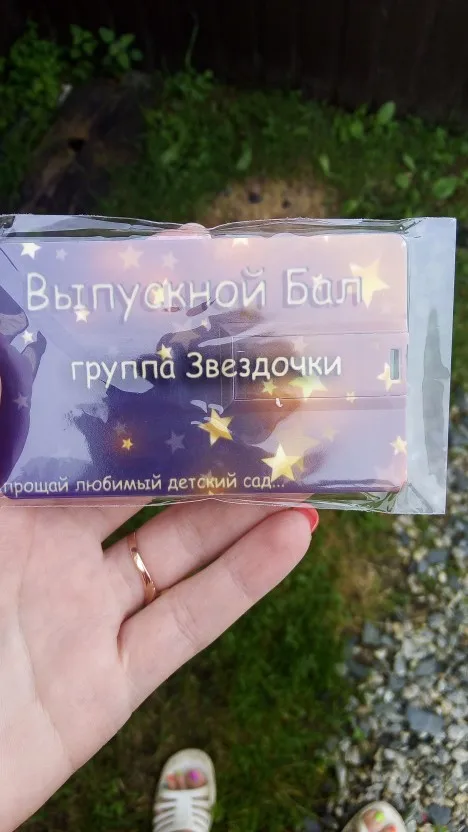 Выпускной Бал
группа Звездочки
прощай любимый детский сад...